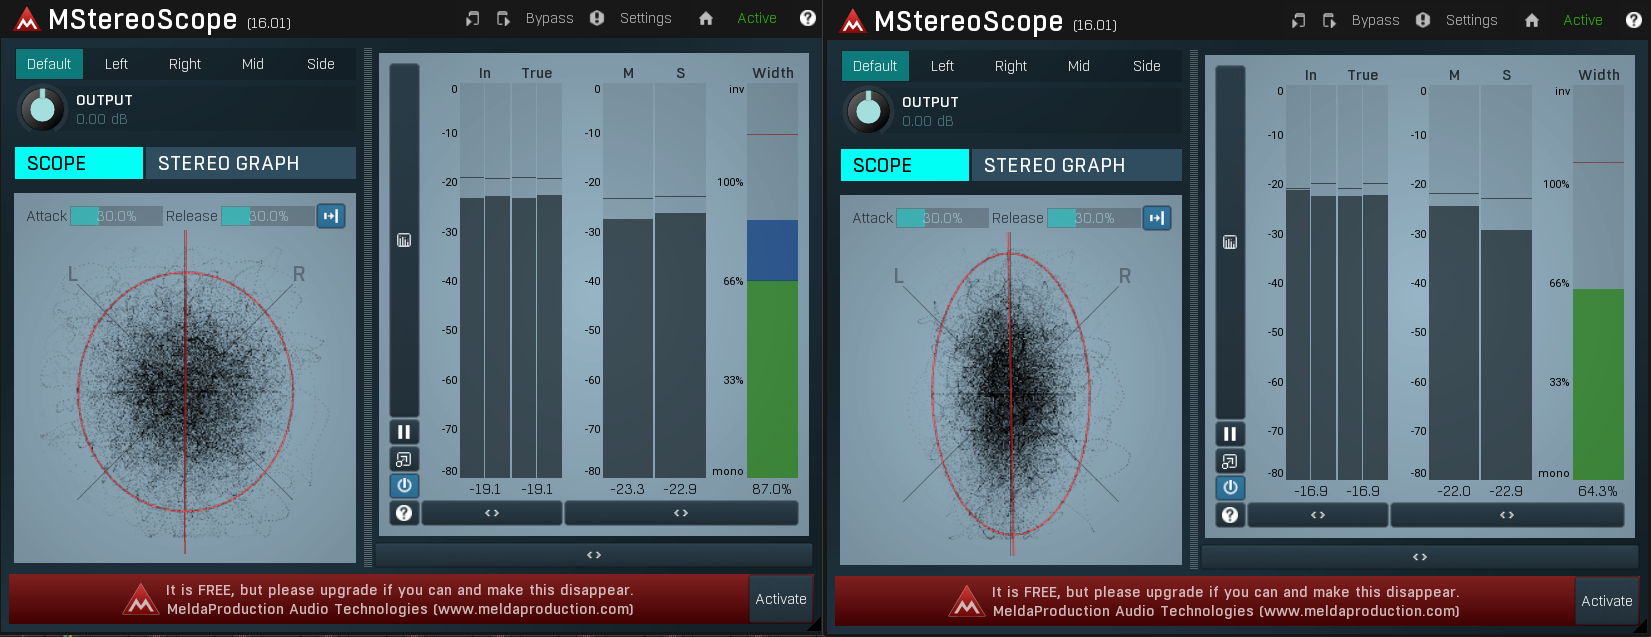 MStereoScope (16.01)
Bypass
Settings
Active
?
Default
Left
Right
Mid
Side
OUTPUT
0.00 dB
SCOPE
STEREO GRAPH
Attack
30.0%
Release
30.0%
L
R
In
True
M
S
Width
0
-10
-20
-30
-40
-50
-60
-70
-80
0
-10
-20
-30
-40
-50
-60
-70
-80
inv
100%
66%
33%
mono
-19.1
-19.1
-23.3
-22.9
87.0%
?
It is FREE, but please upgrade if you can and make this disappear.
MeldaProduction Audio Technologies (www.meldaproduction.com)
Activate
MStereoScope (16.01)
Bypass
Settings
Active
?
Default
Left
Right
Mid
Side
OUTPUT
0.00 dB
SCOPE
STEREO GRAPH
Attack
30.0%
Release
30.0%
L
R
In
True
M
S
Width
0
-10
-20
-30
-40
-50
-60
-70
-80
0
-10
-20
-30
-40
-50
-60
-70
-80
inv
100%
66%
33%
mono
-16.9
-16.9
-22.0
-22.9
64.3%
?
It is FREE, but please upgrade if you can and make this disappear.
MeldaProduction Audio Technologies (www.meldaproduction.com)
Activate